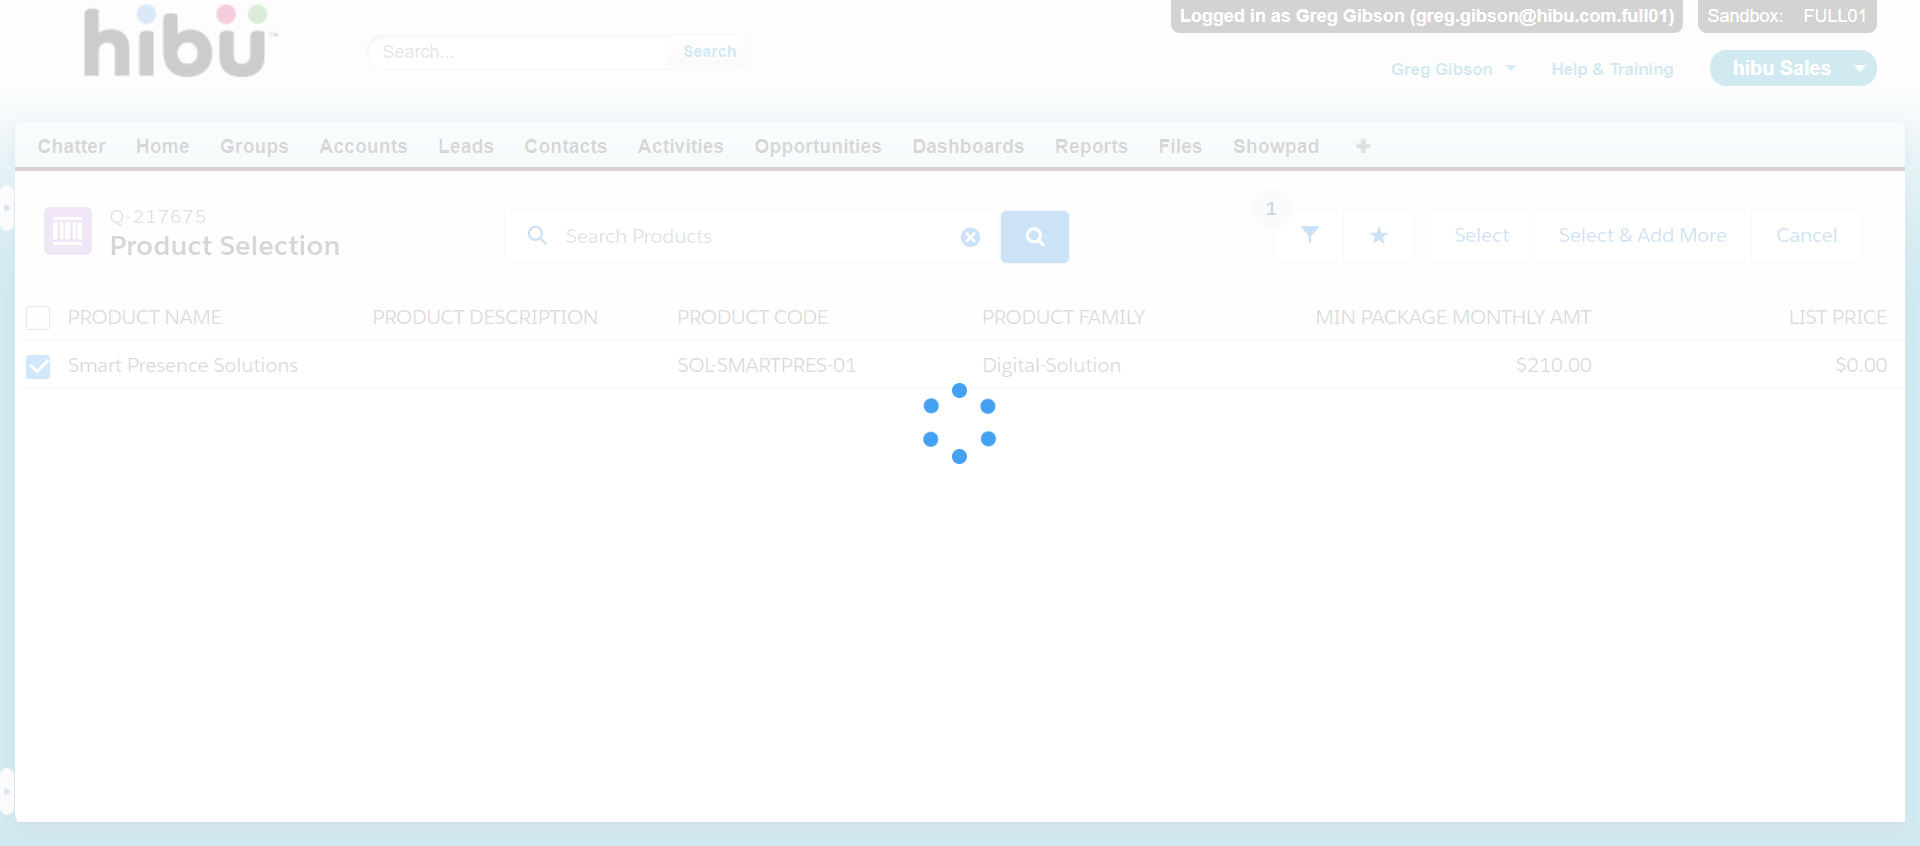 hibü™
Search...
Search
Logged in as Greg Gibson (greg.gibson@hibu.com.full01)
Sandbox: FULL01
Greg Gibson
Help & Training
hibu Sales
Chatter Home Groups Accounts Leads Contacts Activities Opportunities Dashboards Reports Files Showpad
Q-217675
Product Selection
Search Products
1
Select
Select & Add More
Cancel
PRODUCT NAME PRODUCT DESCRIPTION PRODUCT CODE PRODUCT FAMILY MIN PACKAGE MONTHLY AMT LIST PRICE
Smart Presence Solutions SOL-SMARTPRES-01 Digital-Solution $210.00 $0.00